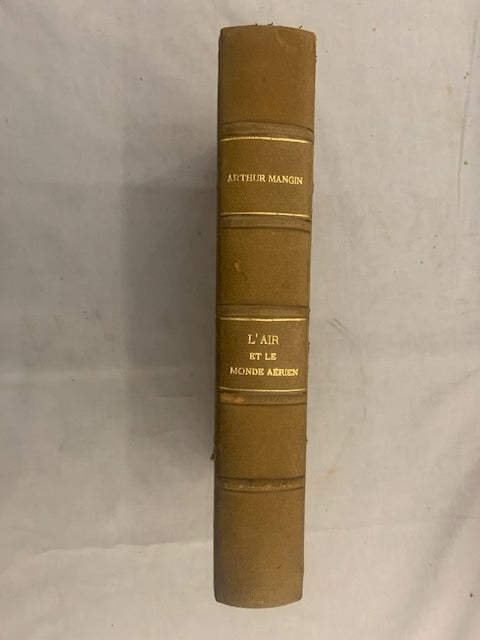 ARTHUR MANGIN
L'AIR
ET LE
MONDE AÉRIEN